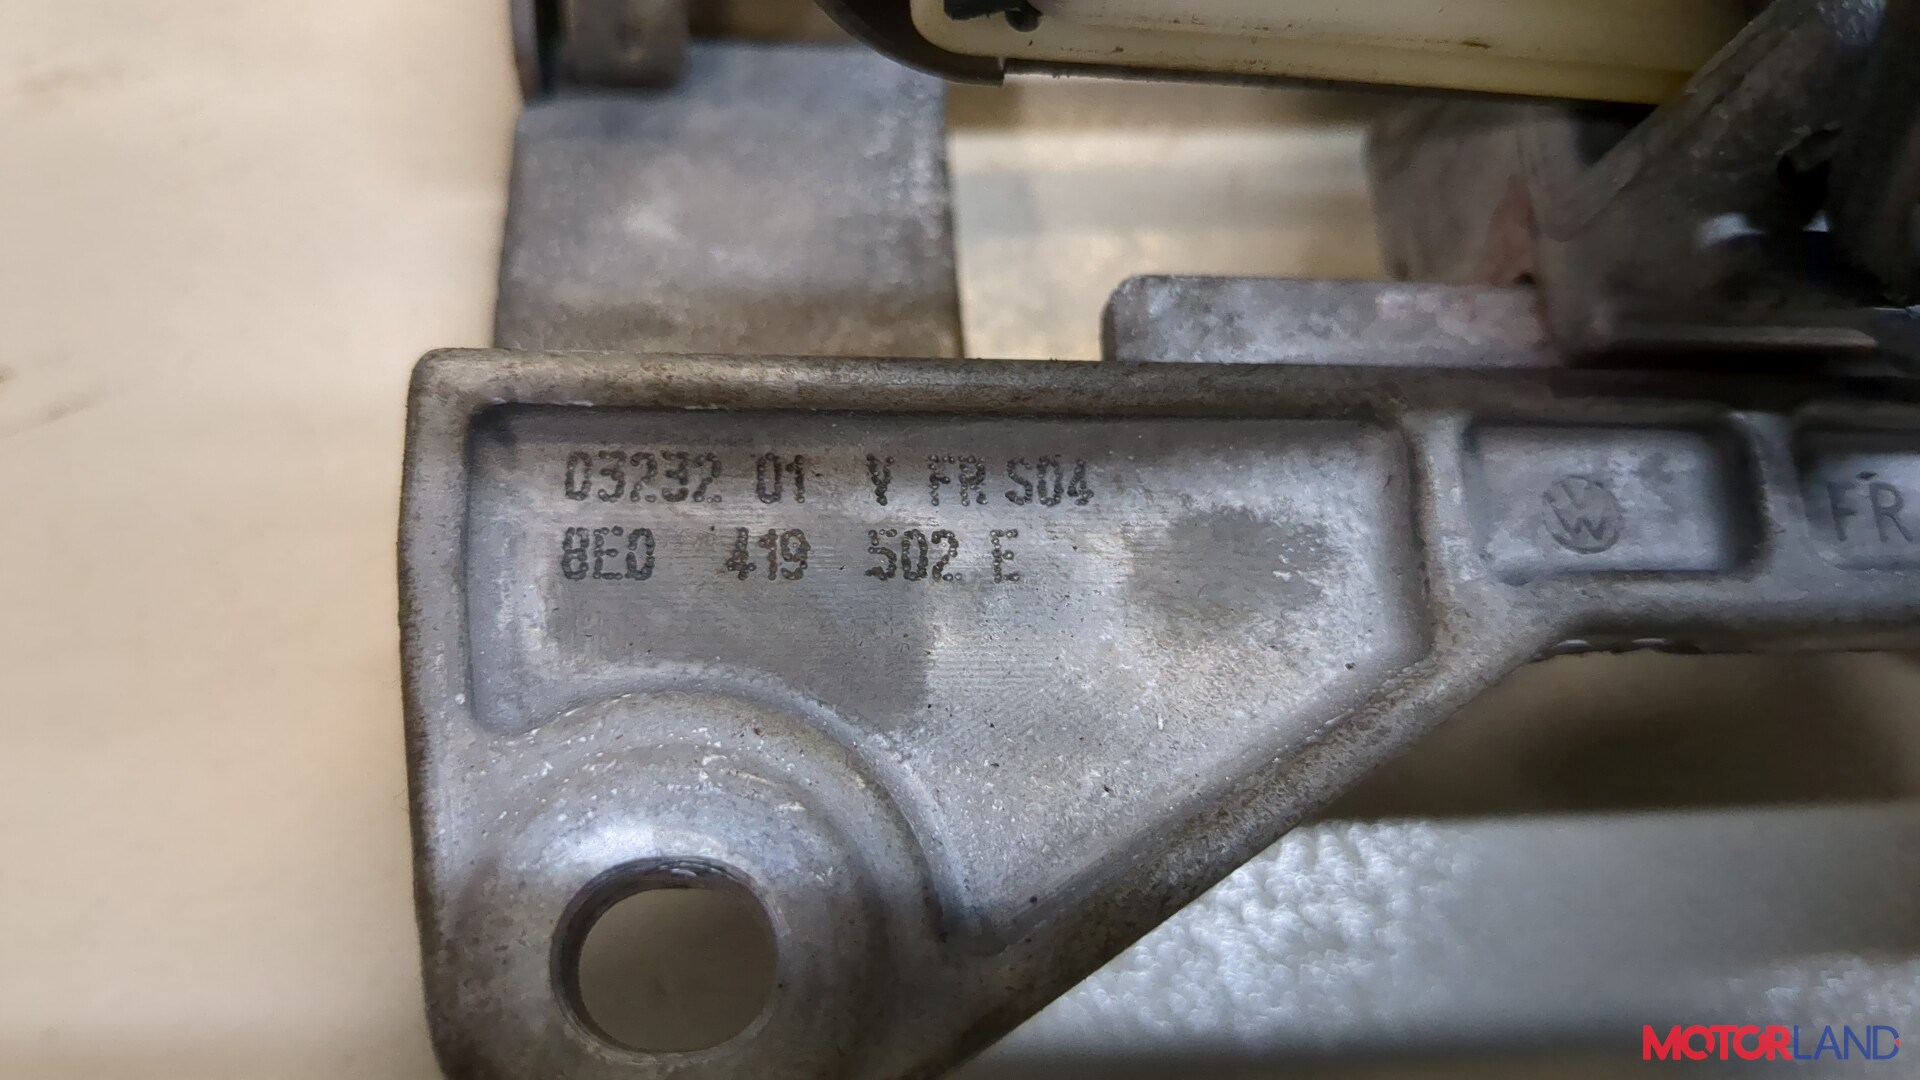 03232 01 V FR S04
8E0 419 502 E
FR
MOTORLAND